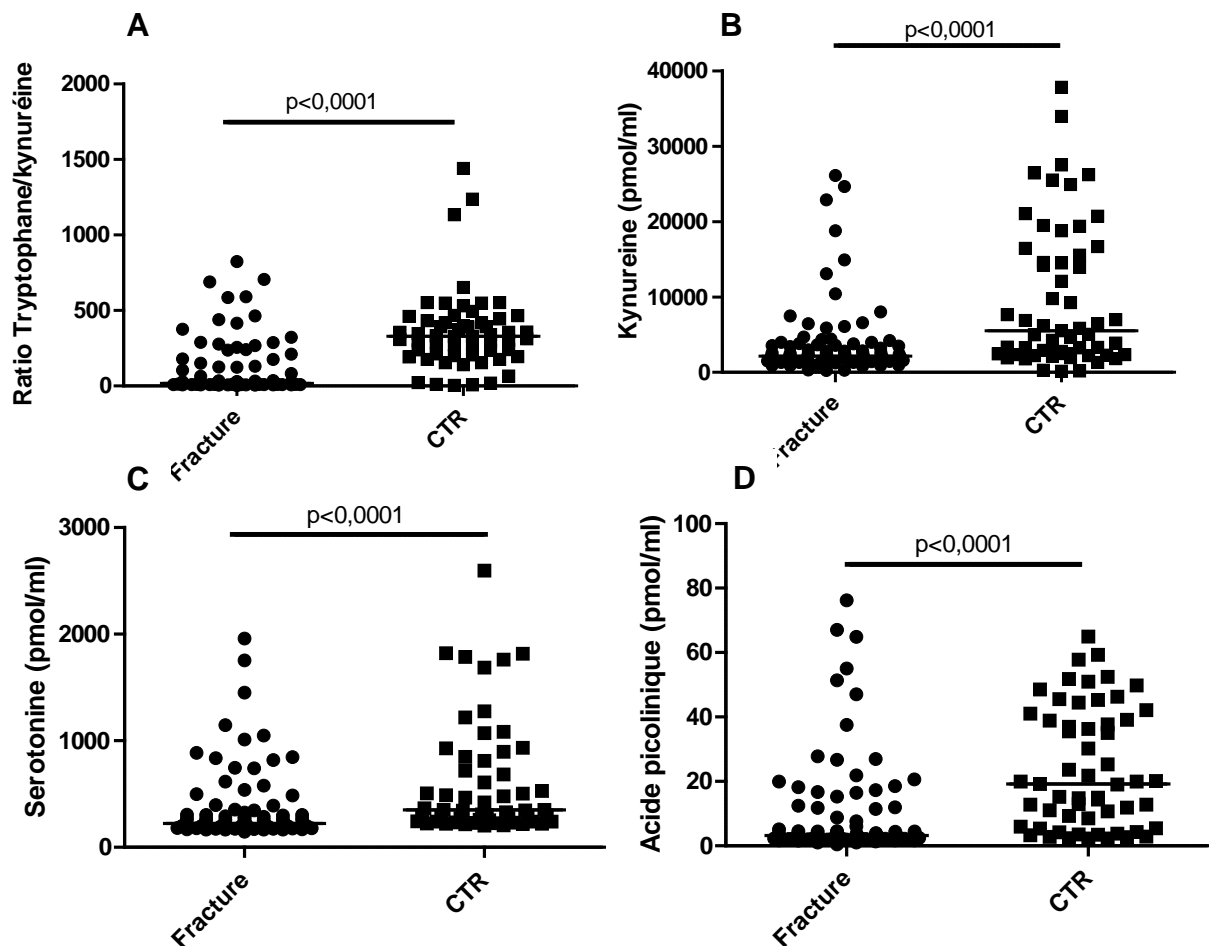 A
p<0,0001
Ratio Tryptophane/kynuréine
2000
1500
1000
500
0
Fracture
CTR
B
p<0,0001
Kynureine (pmol/ml)
40000
30000
20000
10000
0
Fracture
CTR
C
p<0,0001
Serotonine (pmol/ml)
3000
2000
1000
0
Fracture
CTR
D
p<0,0001
Acide picolinique (pmol/ml)
100
80
60
40
20
0
Fracture
CTR